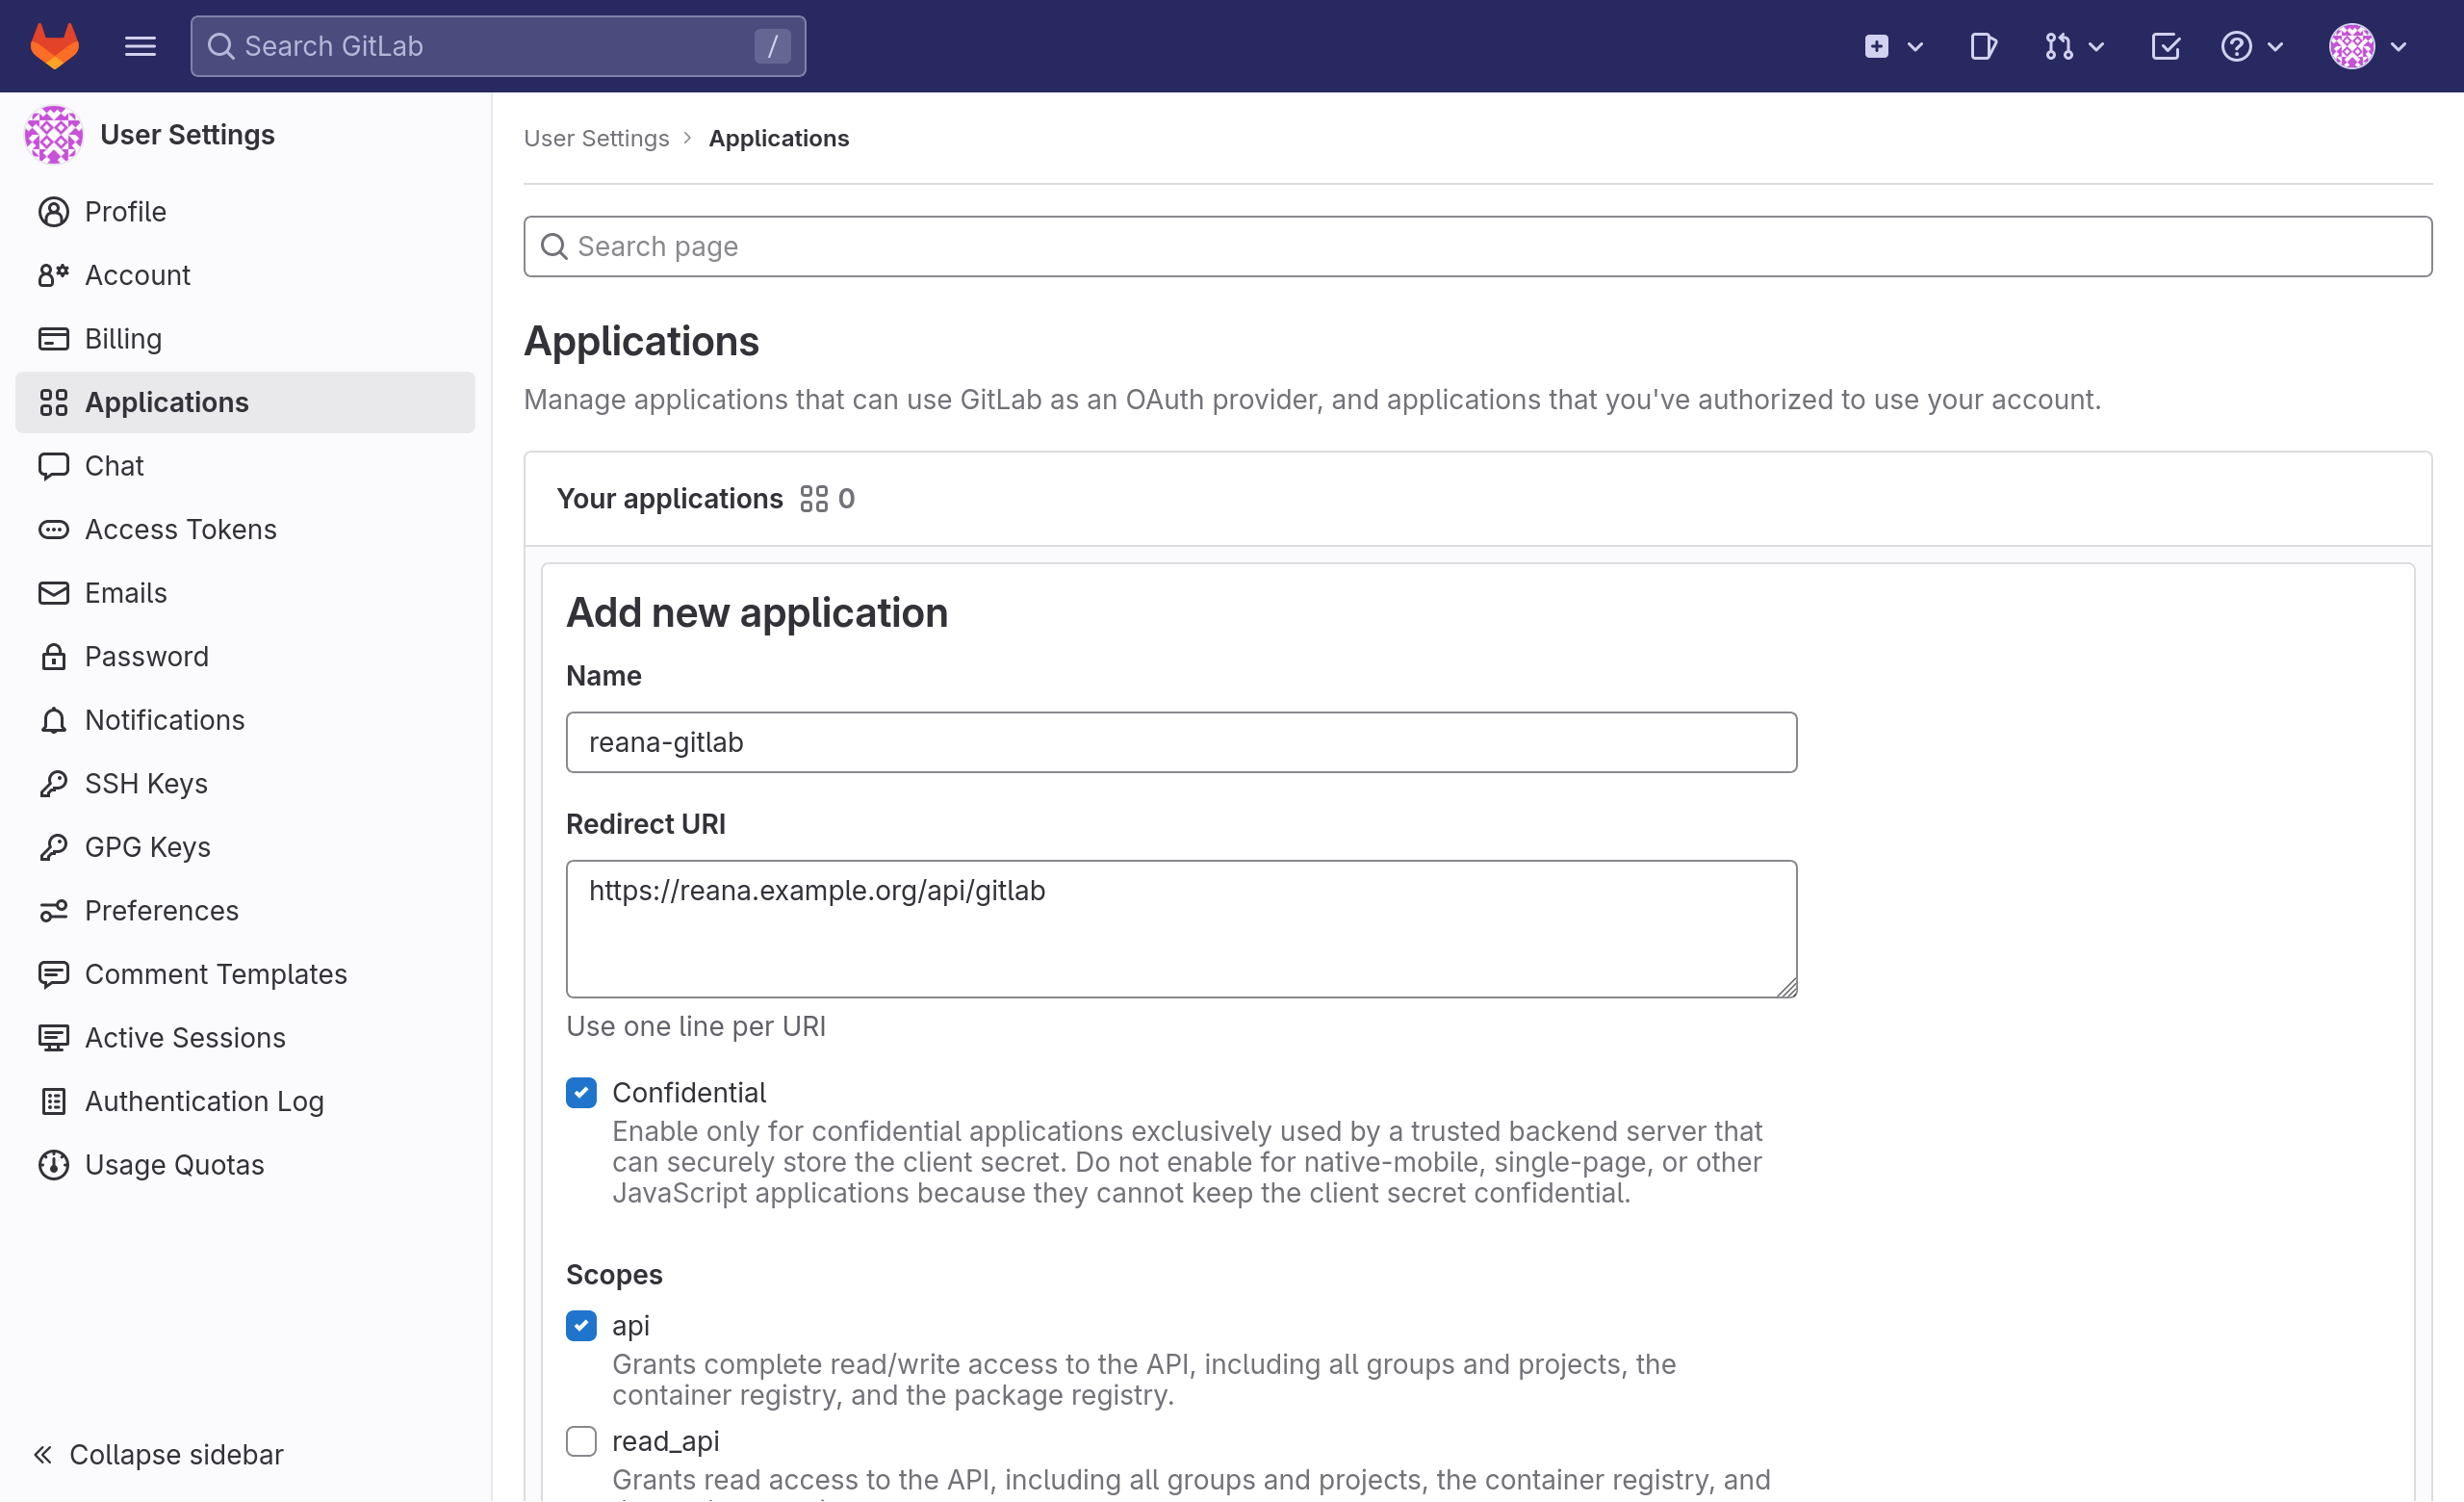 Search GitLab /
User Settings
Profile
Account
Billing
Applications
Chat
Access Tokens
Emails
Password
Notifications
SSH Keys
GPG Keys
Preferences
Comment Templates
Active Sessions
Authentication Log
Usage Quotas
Collapse sidebar
User Settings Applications
Search page
Applications
Manage applications that can use GitLab as an OAuth provider, and applications that you've authorized to use your account.
Your applications 0
Add new application
Name
reana-gitlab
Redirect URI
https://reana.example.org/api/gitlab
Use one line per URI
Confidential
Enable only for confidential applications exclusively used by a trusted backend server that
can securely store the client secret. Do not enable for native-mobile, single-page, or other
JavaScript applications because they cannot keep the client secret confidential.
Scopes
api
Grants complete read/write access to the API, including all groups and projects, the
container registry, and the package registry.
read_api
Grants read access to the API, including all groups and projects, the container registry, and